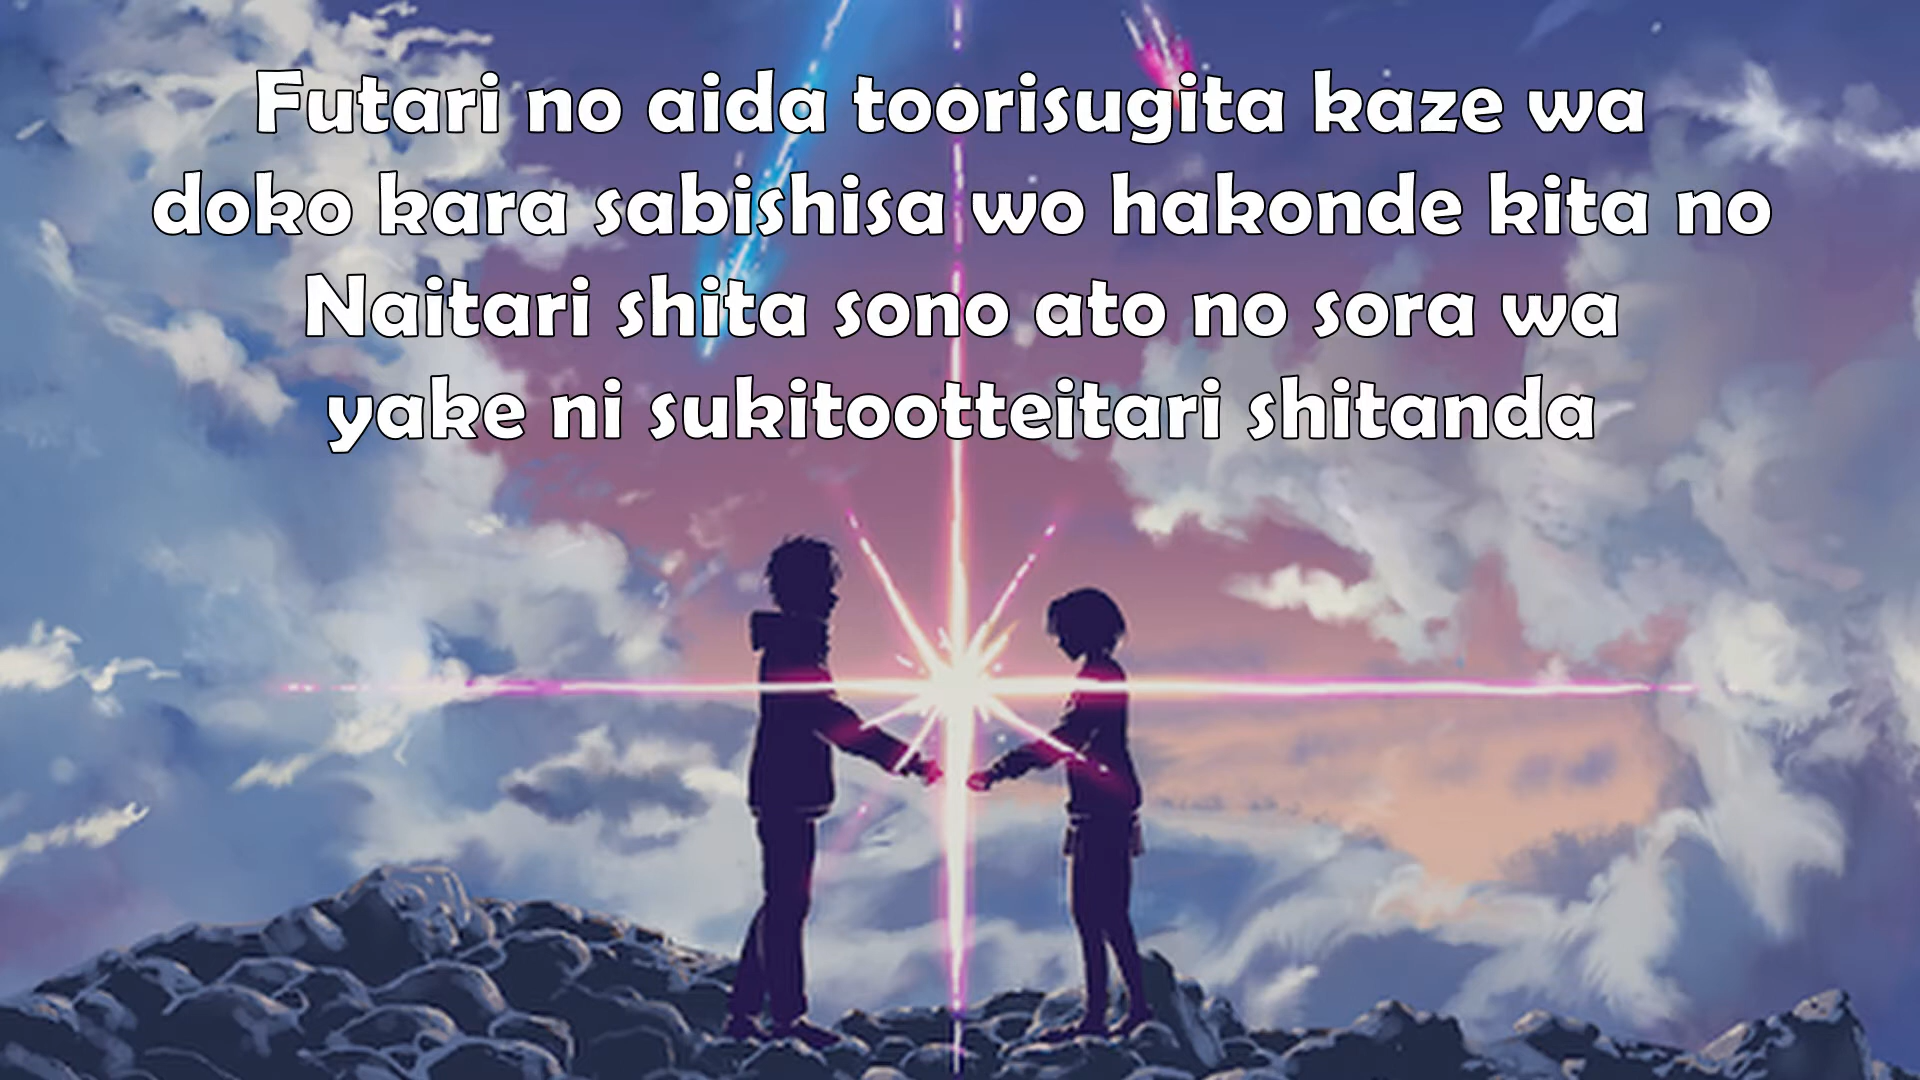 Futari no aida toorisugita kaze wa
doko kara sabishisa wo hakonde kita no
Naitari shita sono ato no sora wa
yake ni sukitootteitari shitanda